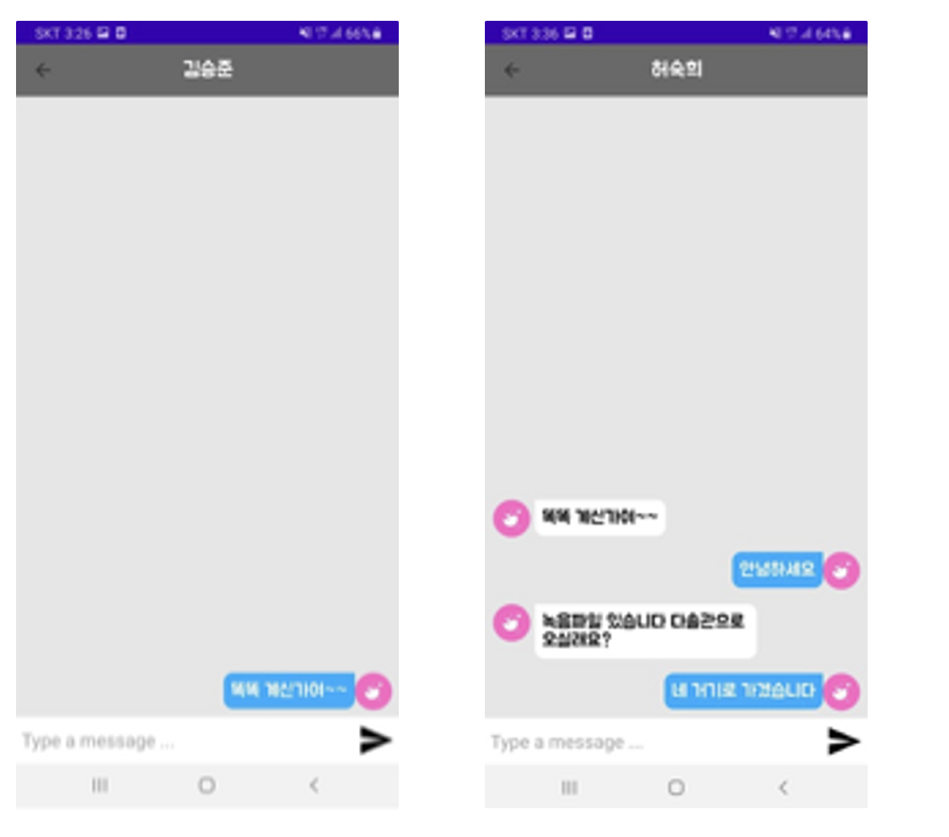 SKT 3:26
66%
김승준
똑똑 계신가여~~
Type a message ...
SKT 3:36
64%
허숙희
똑똑 계신가여~~
안녕하세요
녹음파일 있습니다 다솔관으로
오실래요?
네 거기로 가겠습니다
Type a message ...